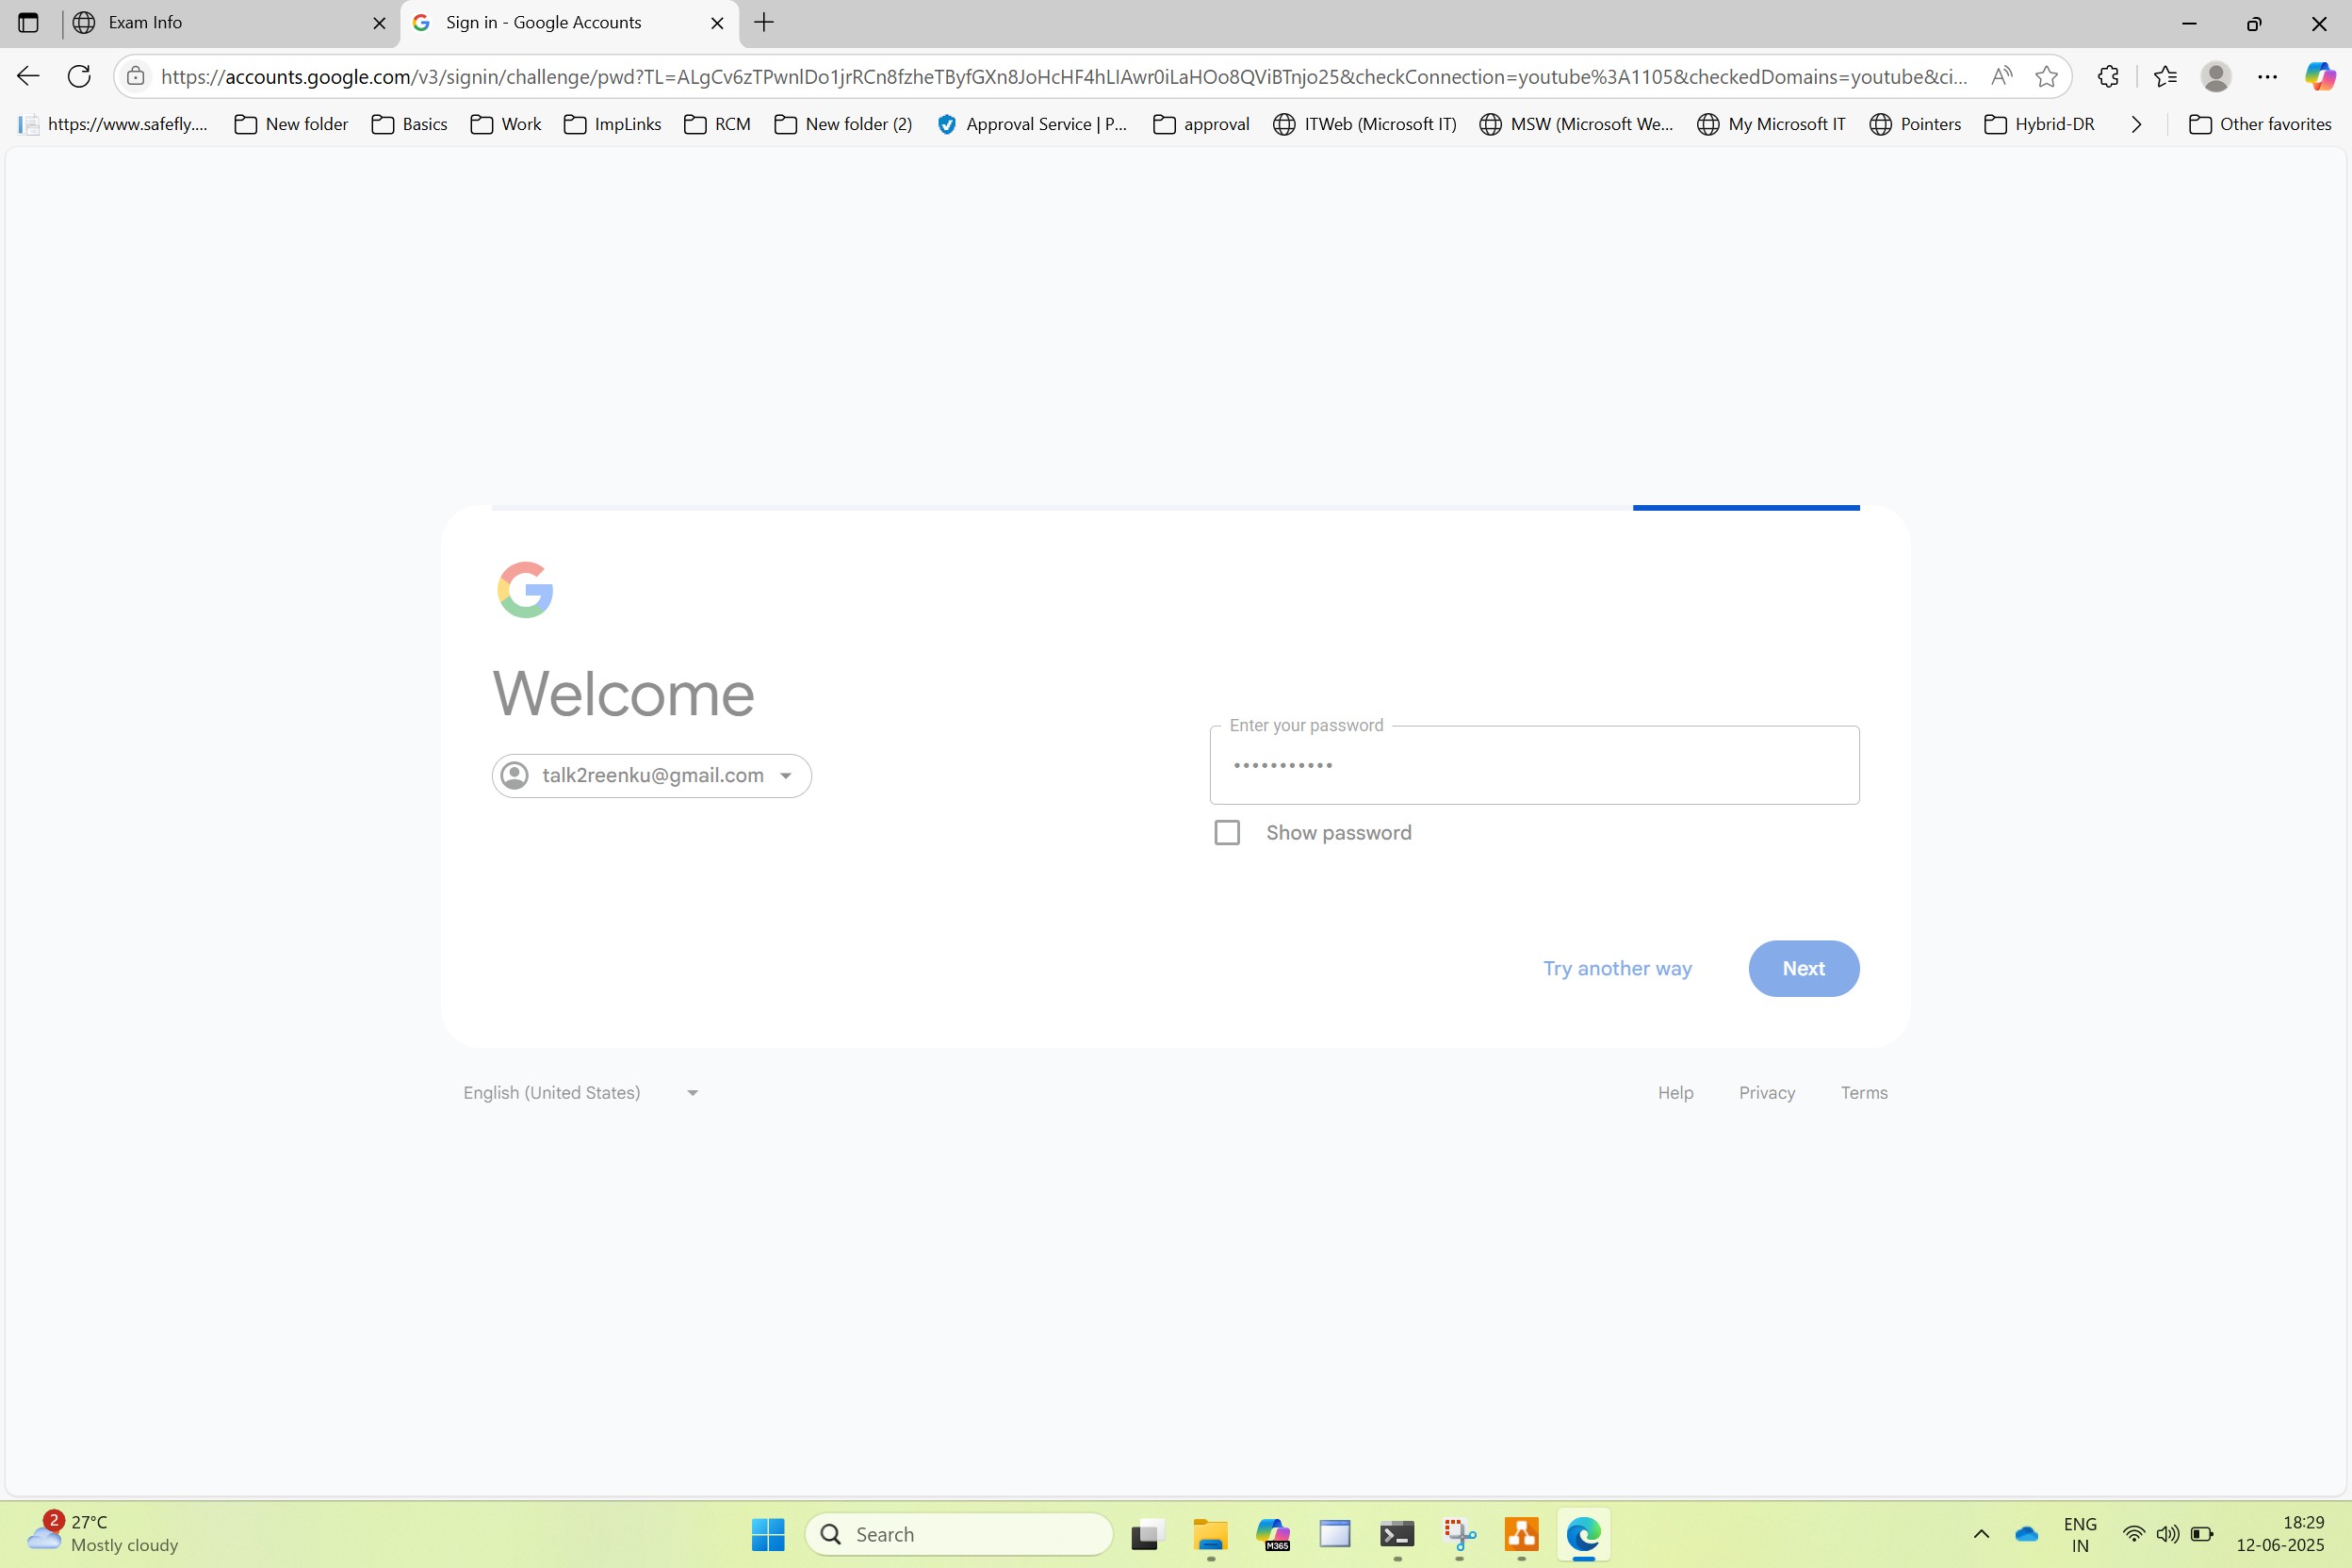 Exam Info
Sign in - Google Accounts
https://accounts.google.com/v3/signin/challenge/pwd?TL=ALgCv6zTPwnlDo1jrRCn8fzheTByfGXn8JoHcHF4hLIAwr0iLaHOo8QViBTnjo25&checkConnection=youtube%3A1105&checkedDomains=youtube&ci...
https://www.safefly.... New folder Basics Work ImpLinks RCM New folder (2) Approval Service | P... approval ITWeb (Microsoft IT) MSW (Microsoft We... My Microsoft IT Pointers Hybrid-DR Other favorites
Welcome
talk2reenku@gmail.com
Enter your password
•••••••••••
Show password
Try another way
Next
English (United States)
Help Privacy Terms
2
27°C
Mostly cloudy
Search
M365
ENG
IN
18:29
12-06-2025